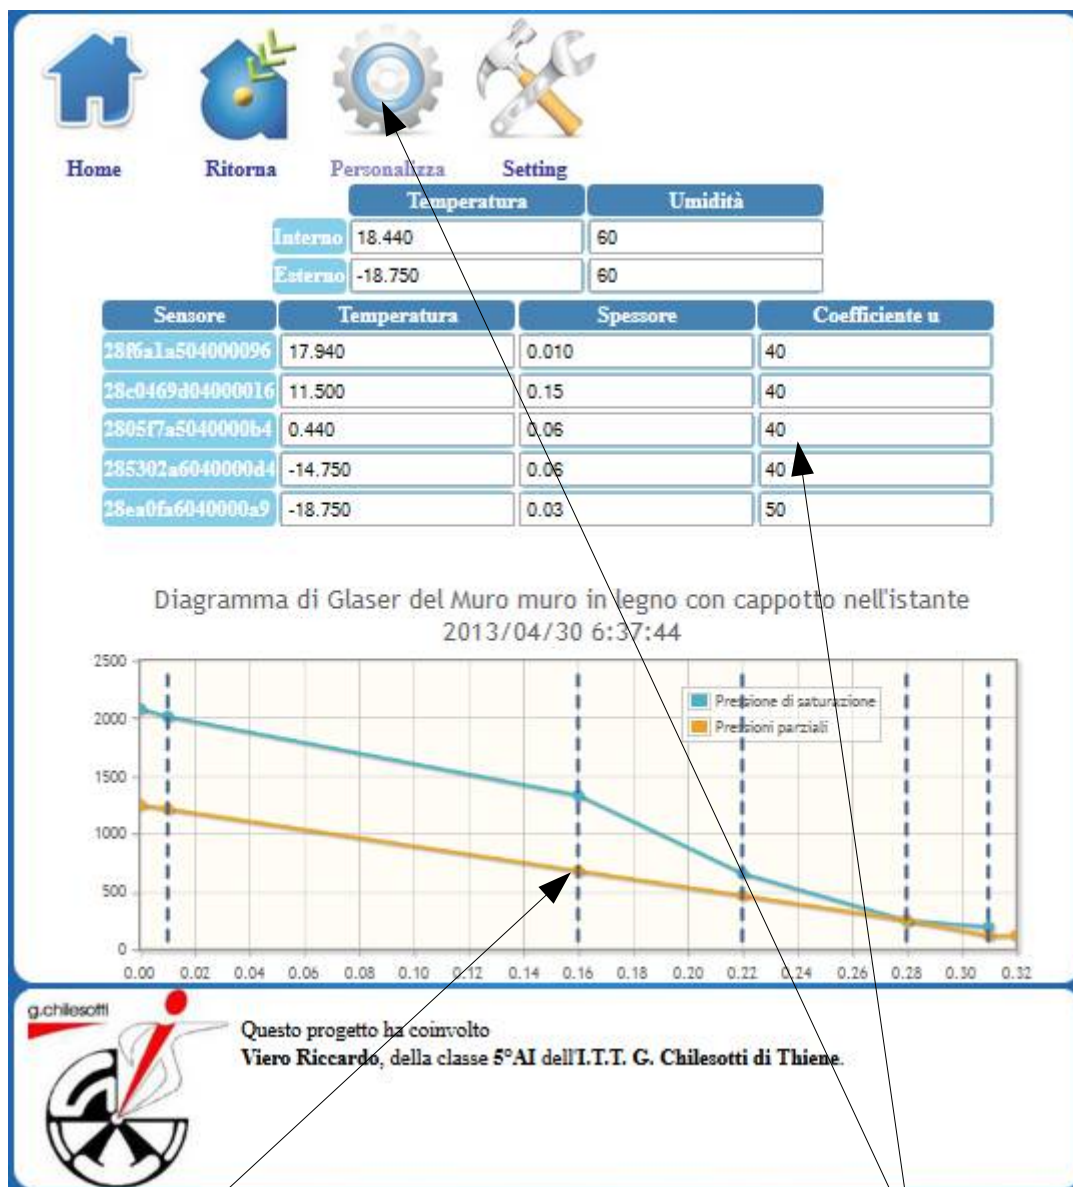 Home Ritorna Personalizza Setting
Temperatura Umidità
Interno 18.440 60
Esterno -18.750 60
Sensore Temperatura Spessore Coefficiente u
28f6a1a504000096 17.940 0.010 40
28c0469d04000016 11.500 0.15 40
2805f7a5040000b4 0.440 0.06 40
285302a6040000d4 -14.750 0.06 40
28ea0fa6040000a9 -18.750 0.03 50
Diagramma di Glaser del Muro muro in legno con cappotto nell'istante
2013/04/30 6:37:44
2500
Pressione di saturazione
2000
Pressioni parziali
1500
1000
500
0
0.00 0.02 0.04 0.06 0.08 0.10 0.12 0.14 0.16 0.18 0.20 0.22 0.24 0.26 0.28 0.30 0.32
g.chilesotti
Questo progetto ha coinvolto
Viero Riccardo, della classe 5°AI dell'I.T.T. G. Chilesotti di Thiene.